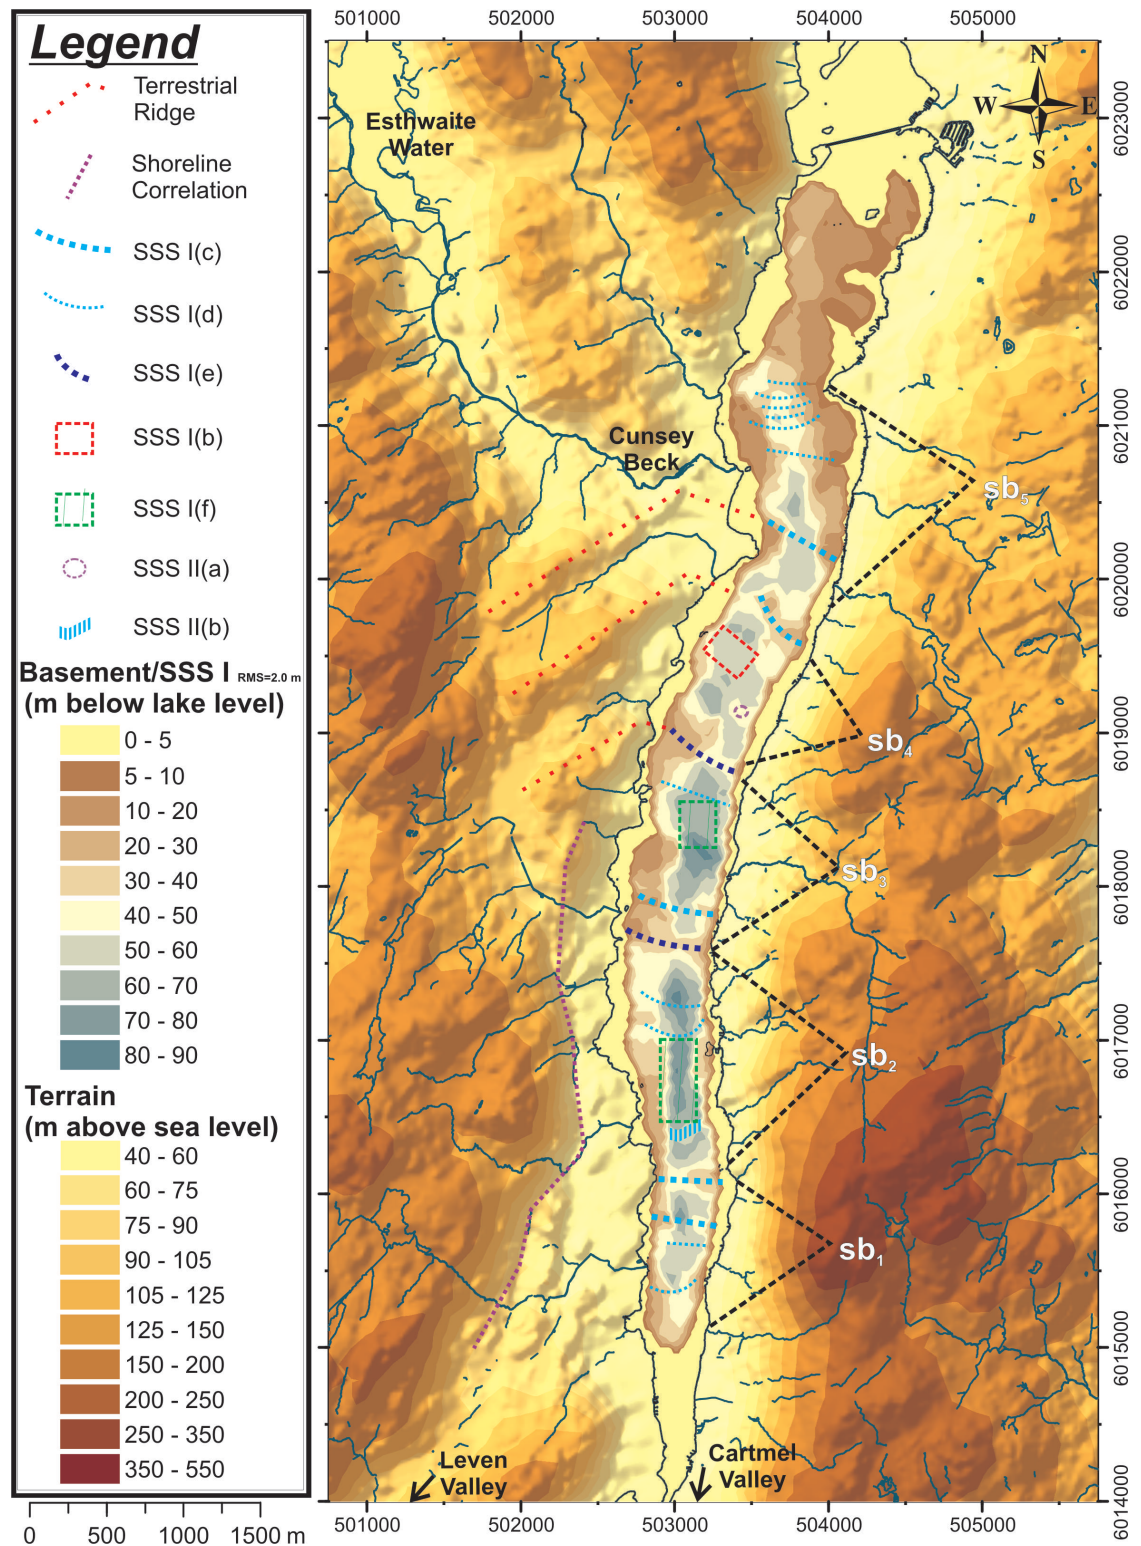 Legend
Terrestrial
Ridge
Shoreline
Correlation
SSS I(c)
SSS I(d)
SSS I(e)
SSS I(b)
SSS I(f)
SSS II(a)
SSS II(b)
Basement/SSS I RMS=2.0 m
(m below lake level)
0 - 5
5 - 10
10 - 20
20 - 30
30 - 40
40 - 50
50 - 60
60 - 70
70 - 80
80 - 90
Terrain
(m above sea level)
40 - 60
60 - 75
75 - 90
90 - 105
105 - 125
125 - 150
150 - 200
200 - 250
250 - 350
350 - 550
0 500 1000 1500 m
501000 502000 503000 504000 505000
N
W E
S
Esthwaite
Water
Cunsey
Beck
sb5
sb4
sb3
sb2
sb1
Leven
Valley
Cartmel
Valley
6023000
6022000
6021000
6020000
6019000
6018000
6017000
6016000
6015000
6014000
501000 502000 503000 504000 505000